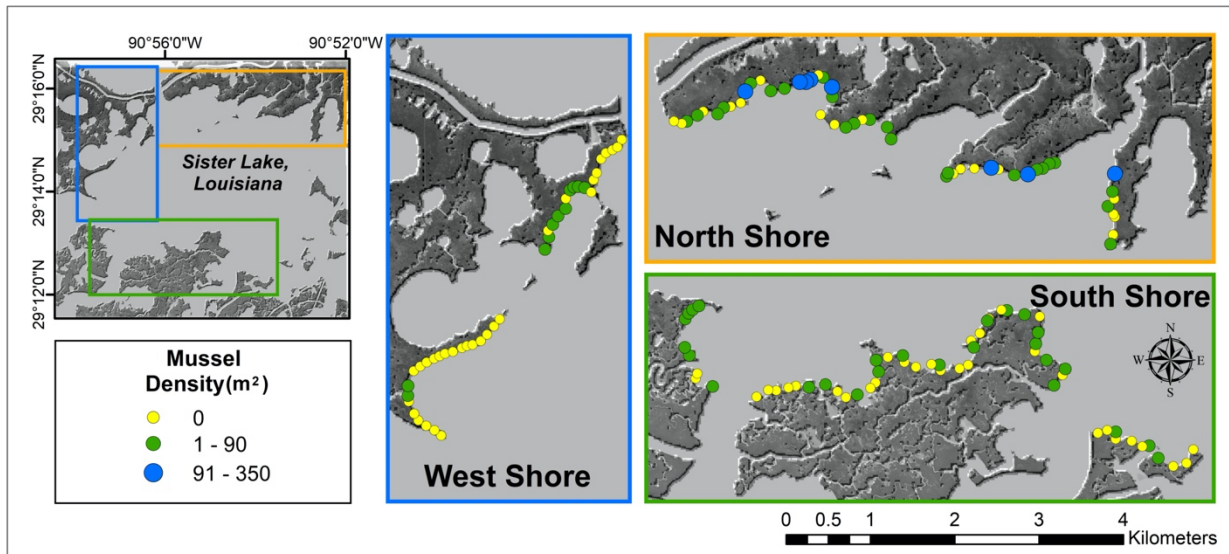 90°56'0"W
90°52'0"W
29°16'0"N
29°14'0"N
29°12'0"N
Sister Lake,
Louisiana
Mussel
Density(m²)
0
1 - 90
91 - 350
West Shore
North Shore
South Shore
N
W E
S
0 0.5 1 2 3 4
Kilometers